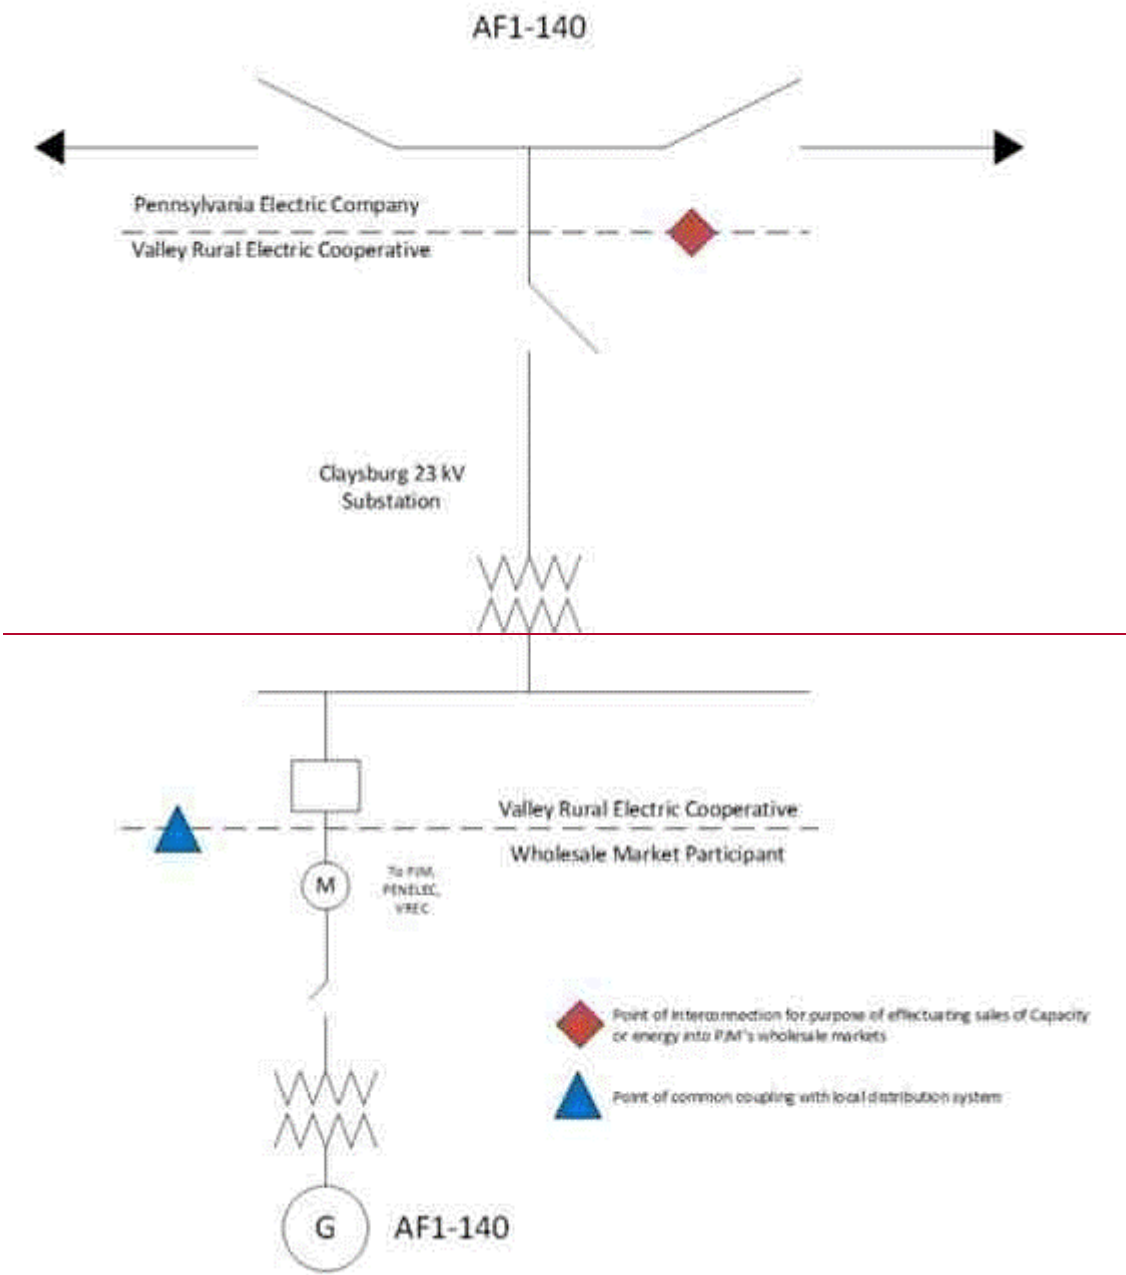 AF1-140
Pennsylvania Electric Company
Valley Rural Electric Cooperative
Claysburg 23 kV
Substation
Valley Rural Electric Cooperative
Wholesale Market Participant
M
To PJM,
PENELEC,
VREC
Point of Interconnection for purpose of effectuating sales of Capacity
or energy into PJM's wholesale markets
Point of common coupling with local distribution system
G
AF1-140